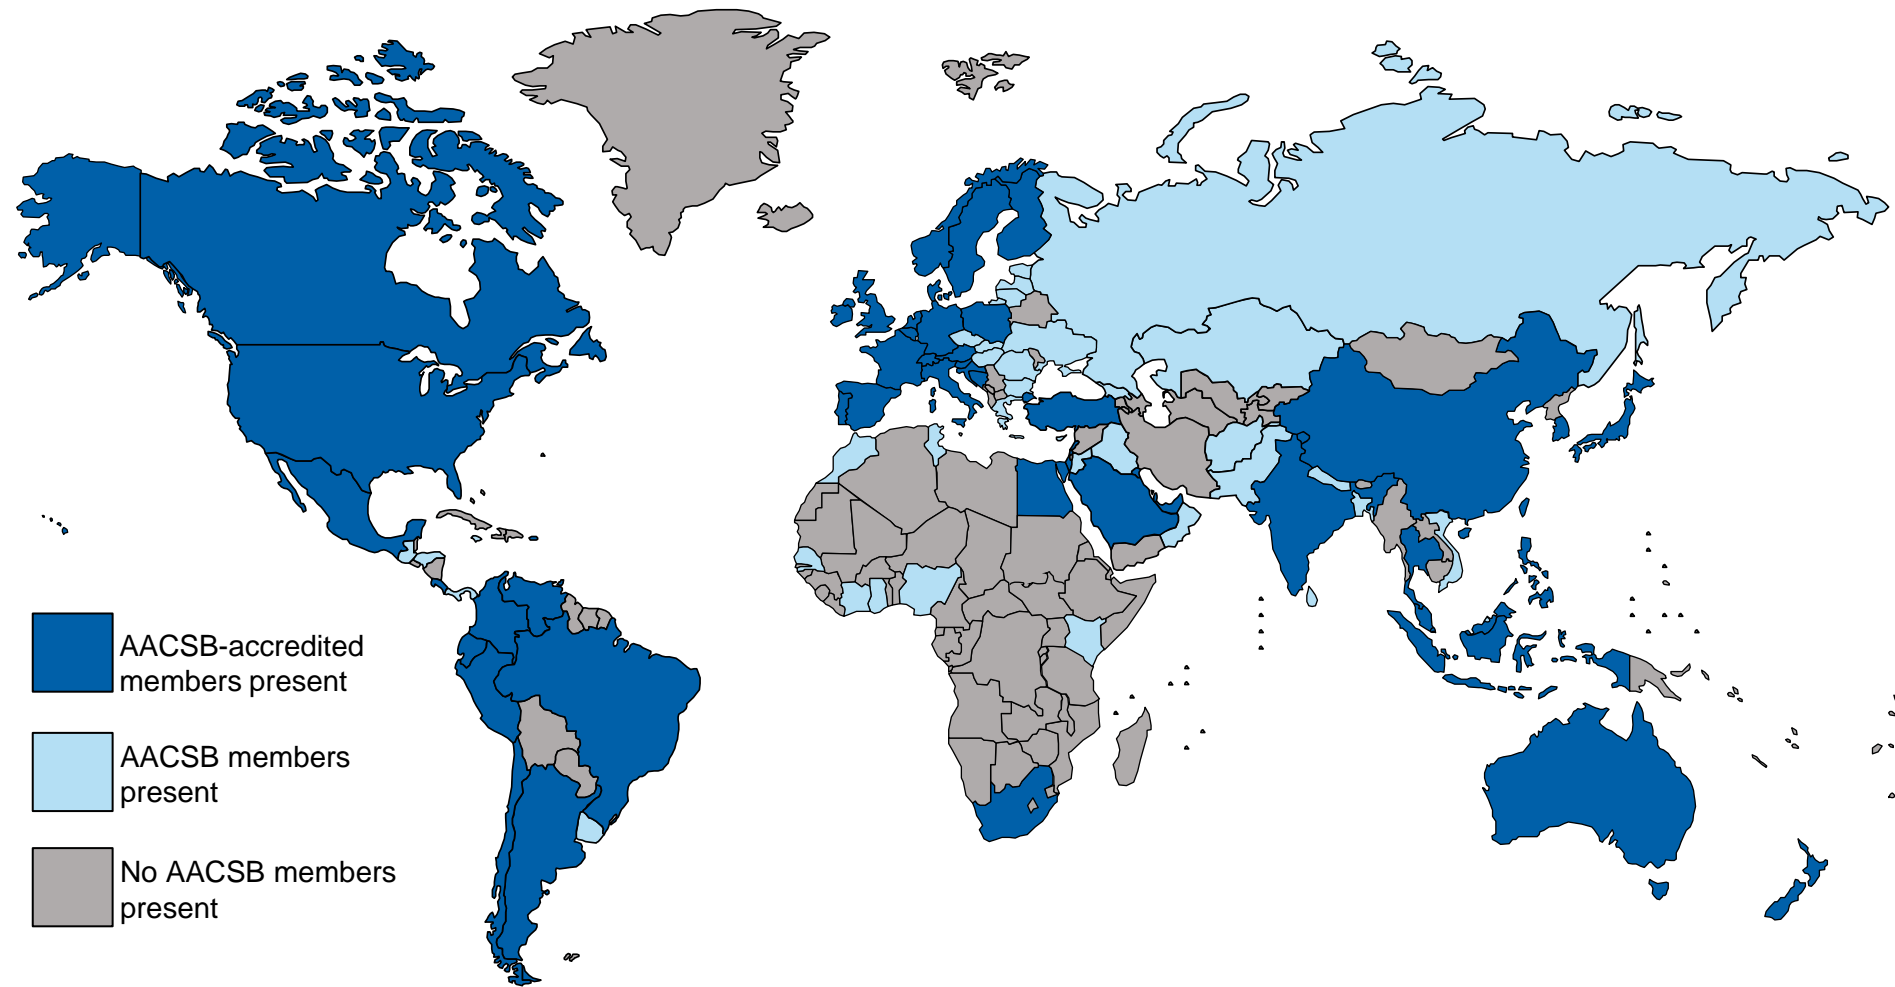 AACSB-accredited
members present
AACSB members
present
No AACSB members
present